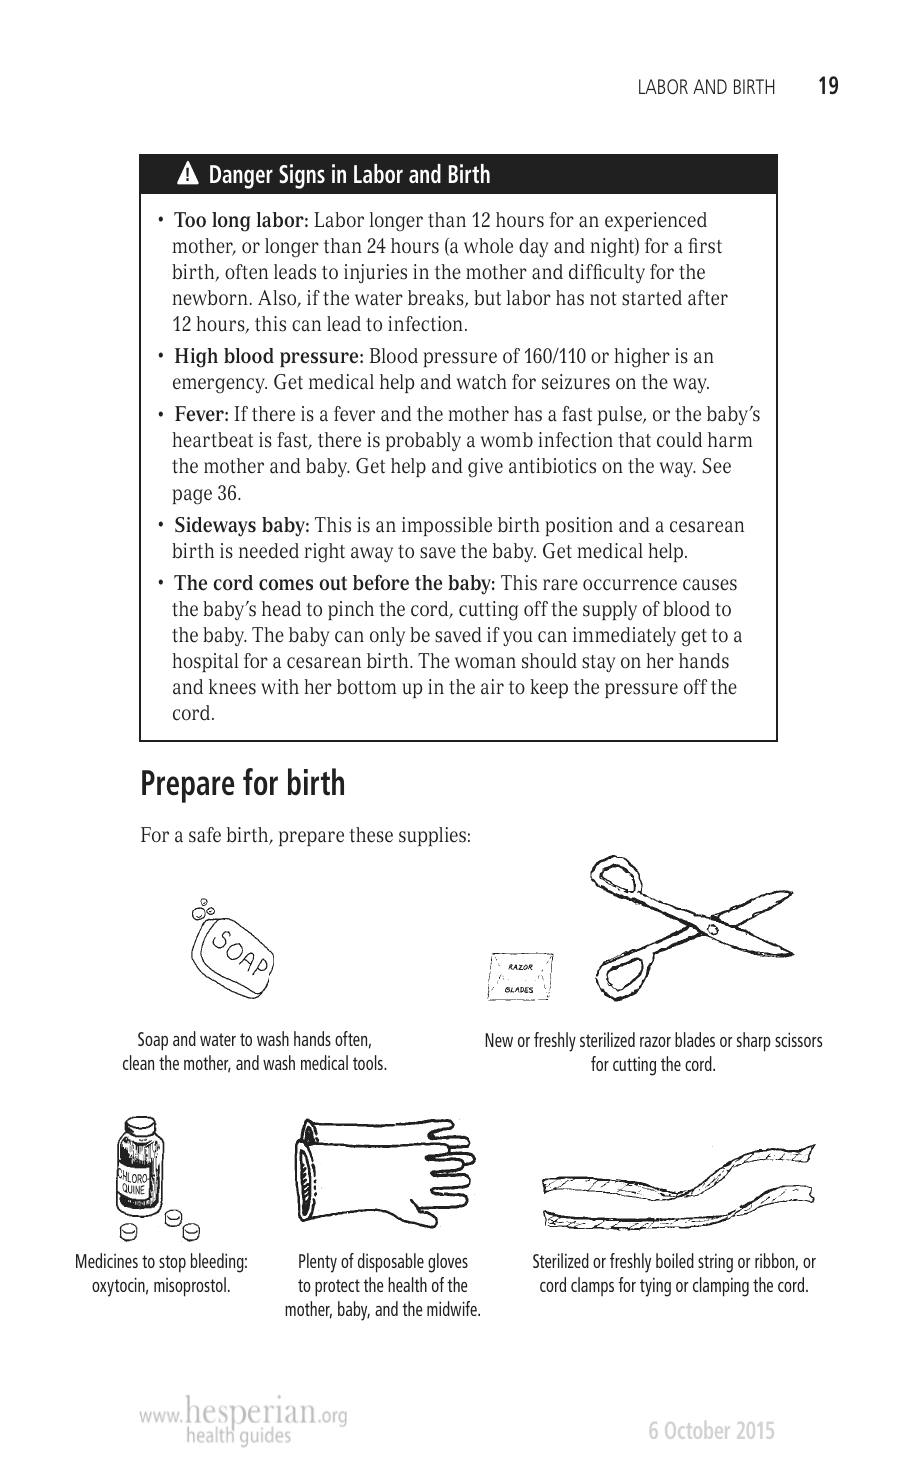 LABOR AND BIRTH 19
Danger Signs in Labor and Birth
• Too long labor: Labor longer than 12 hours for an experienced
mother, or longer than 24 hours (a whole day and night) for a first
birth, often leads to injuries in the mother and difficulty for the
newborn. Also, if the water breaks, but labor has not started after
12 hours, this can lead to infection.
• High blood pressure: Blood pressure of 160/110 or higher is an
emergency. Get medical help and watch for seizures on the way.
• Fever: If there is a fever and the mother has a fast pulse, or the baby’s
heartbeat is fast, there is probably a womb infection that could harm
the mother and baby. Get help and give antibiotics on the way. See
page 36.
• Sideways baby: This is an impossible birth position and a cesarean
birth is needed right away to save the baby. Get medical help.
• The cord comes out before the baby: This rare occurrence causes
the baby’s head to pinch the cord, cutting off the supply of blood to
the baby. The baby can only be saved if you can immediately get to a
hospital for a cesarean birth. The woman should stay on her hands
and knees with her bottom up in the air to keep the pressure off the
cord.
Prepare for birth
For a safe birth, prepare these supplies:
SOAP
RAZOR
BLADES
Soap and water to wash hands often,
clean the mother, and wash medical tools.
New or freshly sterilized razor blades or sharp scissors
for cutting the cord.
CHLORO-
QUINE
Medicines to stop bleeding:
oxytocin, misoprostol.
Plenty of disposable gloves
to protect the health of the
mother, baby, and the midwife.
Sterilized or freshly boiled string or ribbon, or
cord clamps for tying or clamping the cord.
www.hesperian.org
health guides
6 October 2015